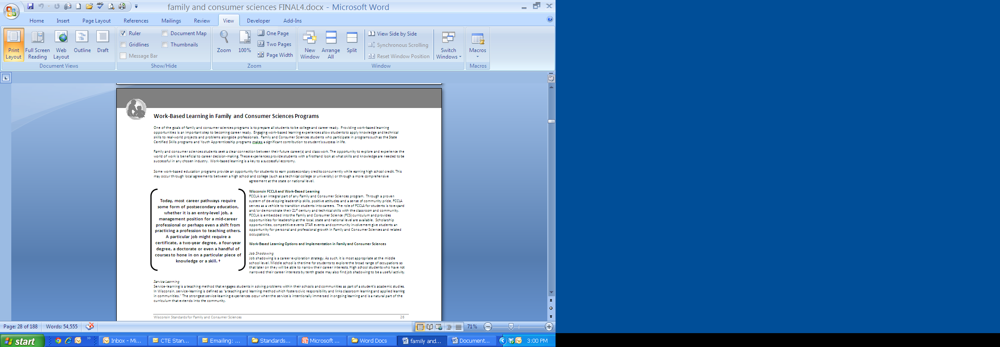 family and consumer sciences FINAL4.docx - Microsoft Word
Home Insert Page Layout References Mailings Review View Developer Add-Ins
Print Layout
Full Screen Reading
Web Layout
Outline
Draft
Document Views
Ruler
Gridlines
Message Bar
Document Map
Thumbnails
Show/Hide
Zoom
100%
One Page
Two Pages
Page Width
Zoom
New Window
Arrange All
Split
View Side by Side
Synchronous Scrolling
Reset Window Position
Switch Windows
Window
Macros
Macros
Work-Based Learning in Family and Consumer Sciences Programs
One of the goals of family and consumer sciences programs is to prepare all students to be college and career ready. Providing work-based learning
opportunities is an important step to becoming career ready. Engaging work-based learning experiences allow students to apply knowledge and technical
skills to real-world projects and problems alongside professionals. Family and Consumer Sciences students who participate in programs such as the State
Certified Skills programs and Youth Apprenticeship programs makes a significant contribution to student's success in life.
Family and consumer sciences students seek a clear connection between their future career(s) and class work. The opportunity to explore and experience the
world of work is beneficial to career decision-making. These experiences provide students with a firsthand look at what skills and knowledge are needed to be
successful in any chosen industry. Work-based learning is a key to a successful economy.
Some work-based education programs provide an opportunity for students to earn postsecondary credits concurrently while earning high school credit. This
may occur through local agreements between a high school and college (such as a technical college or university) or through a more comprehensive
agreement at the state or national level.
Today, most career pathways require
some form of postsecondary education,
whether it is an entry-level job, a
management position for a mid-career
professional or perhaps even a shift from
practicing a profession to teaching others.
A particular job might require a
certificate, a two-year degree, a four-year
degree, a doctorate or even a handful of
courses to hone in on a particular piece of
knowledge or a skill. †
Wisconsin FCCLA and Work-Based Learning
FCCLA is an integral part of any Family and Consumer Sciences program. Through a proven
system of developing leadership skills, positive attitudes and a sense of community pride, FCCLA
serves as a vehicle to transition students into careers. The role of FCCLA for students is to expand
and/or demonstrate their 21st century and technical skills with the classroom and community.
FCCLA is embedded into the Family and Consumer Science (FCS) curriculum and provides
opportunities for leadership at the local, state and national level are available. Scholarship
opportunities, competitive events STAR events and community involvement give students an
opportunity for personal and professional growth in Family and Consumer Sciences and related
occupations.
Work-Based Learning Options and Implementation in Family and Consumer Sciences
Job Shadowing
Job shadowing is a career exploration strategy. As such, it is most appropriate at the middle
school level. Middle school is the time for students to explore the broad range of occupations so
that later on they will be able to narrow their career interests. High school students who have not
narrowed their career interests by tenth grade may also find job shadowing to be a useful activity.
Service Learning
Service-learning is a teaching method that engages students in solving problems within their schools and communities as part of a student's academic studies.
In Wisconsin, service-learning is defined as "a teaching and learning method which fosters civic responsibility and links classroom learning and applied learning
in communities." The strongest service-learning experiences occur when the service is intentionally immersed in ongoing learning and is a natural part of the
curriculum that extends into the community.
Wisconsin Standards for Family and Consumer Sciences 26
Page: 28 of 188 Words: 54,555 71%
start Inbox - Mi... CTE Stan... Emailing: ... Standards... Microsoft ... Word Docs family and... Document... 3:00 PM